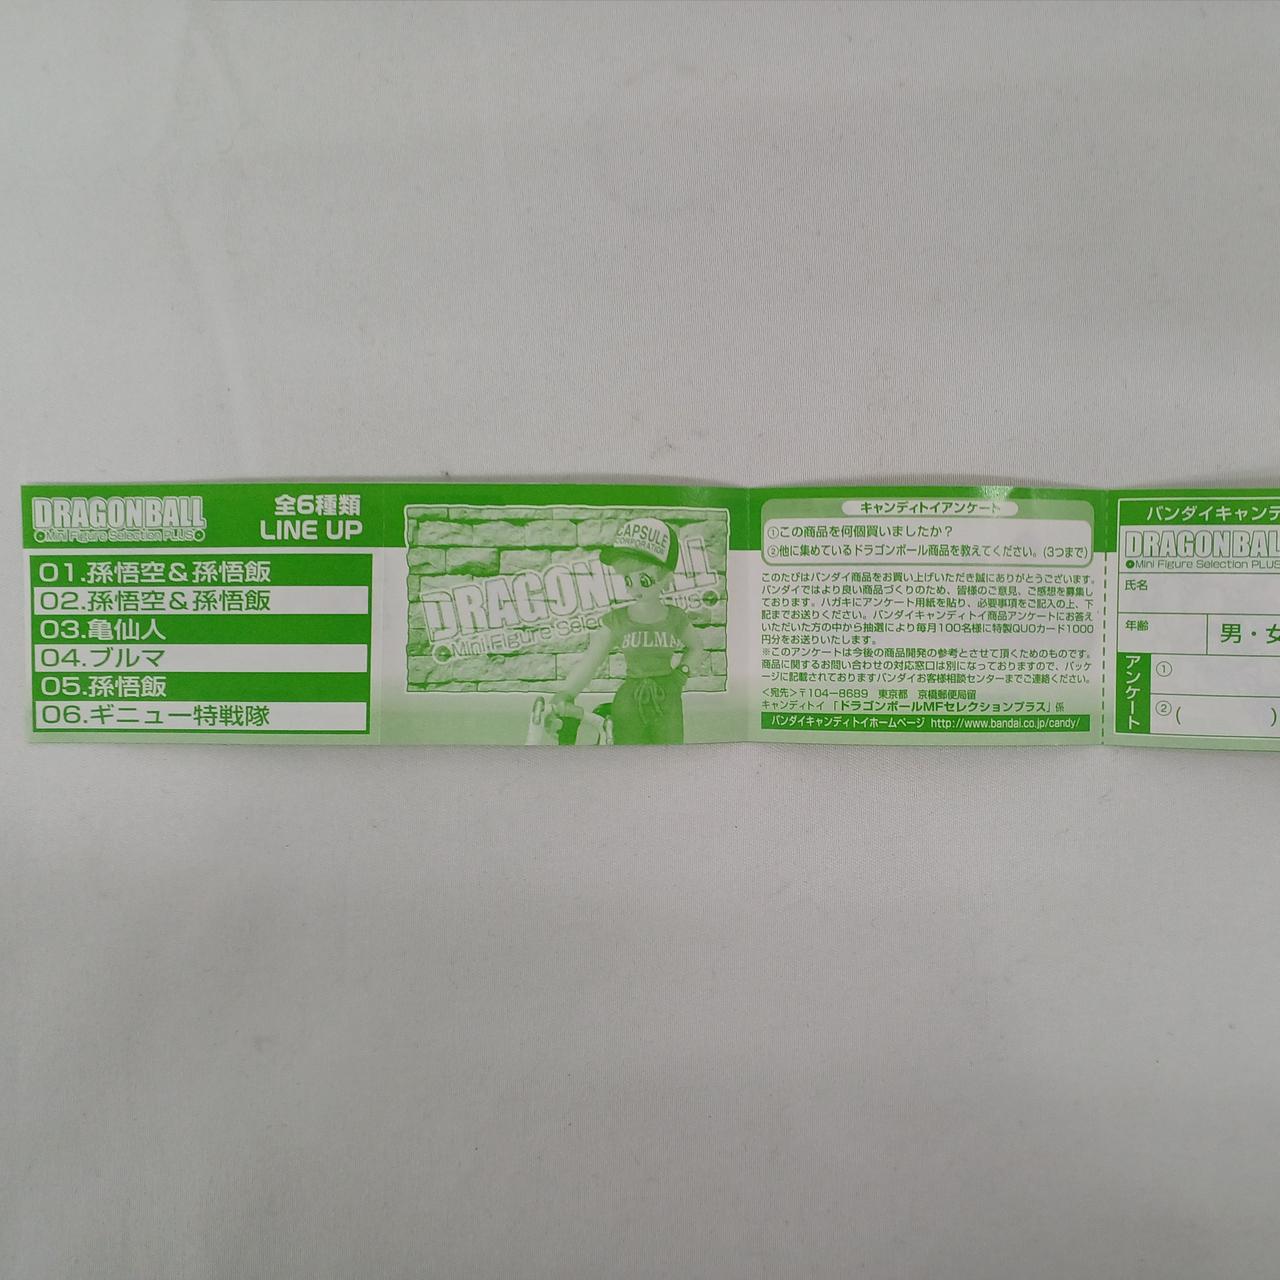 DRAGONBALL
Mini Figure Selection PLUS
全6種類
LINE UP
01.孫悟空&孫悟飯
02.孫悟空&孫悟飯
03.亀仙人
04.ブルマ
05.孫悟飯
06.ギニュー特戦隊
CAPSULE
CORPORATION
DRAGONBALL
Mini Figure Selec
PLUS
BULMA
キャンディトイアンケート
①この商品を何個買いましたか?
②他に集めているドラゴンボール商品を教えてください。(3つまで)
このたびはバンダイ商品をお買い上げいただき誠にありがとうございます。
バンダイではより良い商品づくりのため、皆様のご意見、ご感想を募集し
ております。ハガキにアンケート用紙を貼り、必要事項をご記入の上、下
記までお送りください。バンダイキャンディトイ商品アンケートにお答え
いただいた方の中から抽選により毎月100名様に特製QUOカード1000
円分をお送りいたします。
※このアンケートは今後の商品開発の参考とさせて頂くためのものです。
商品に関するお問い合わせの対応窓口は別になっておりますので、パッケ
ージに記載されておりますバンダイお客様相談センターまでご連絡ください。
<宛先>〒104−8689 東京都 京橋郵便局留
キャンディトイ「ドラゴンボールMFセレクションプラス」係
バンダイキャンディトイホームページ http://www.bandai.co.jp/candy/
バンダイキャンデ
DRAGONBAL
Mini Figure Selection PLUS
氏名
年齢
男・女
アンケート
①
②( )